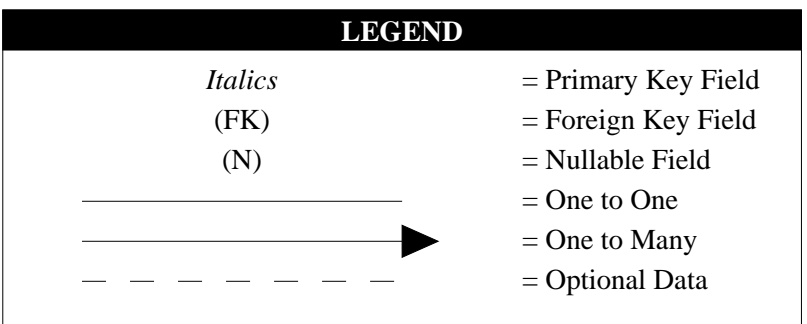 LEGEND
Italics = Primary Key Field
(FK) = Foreign Key Field
(N) = Nullable Field
= One to One
= One to Many
= Optional Data